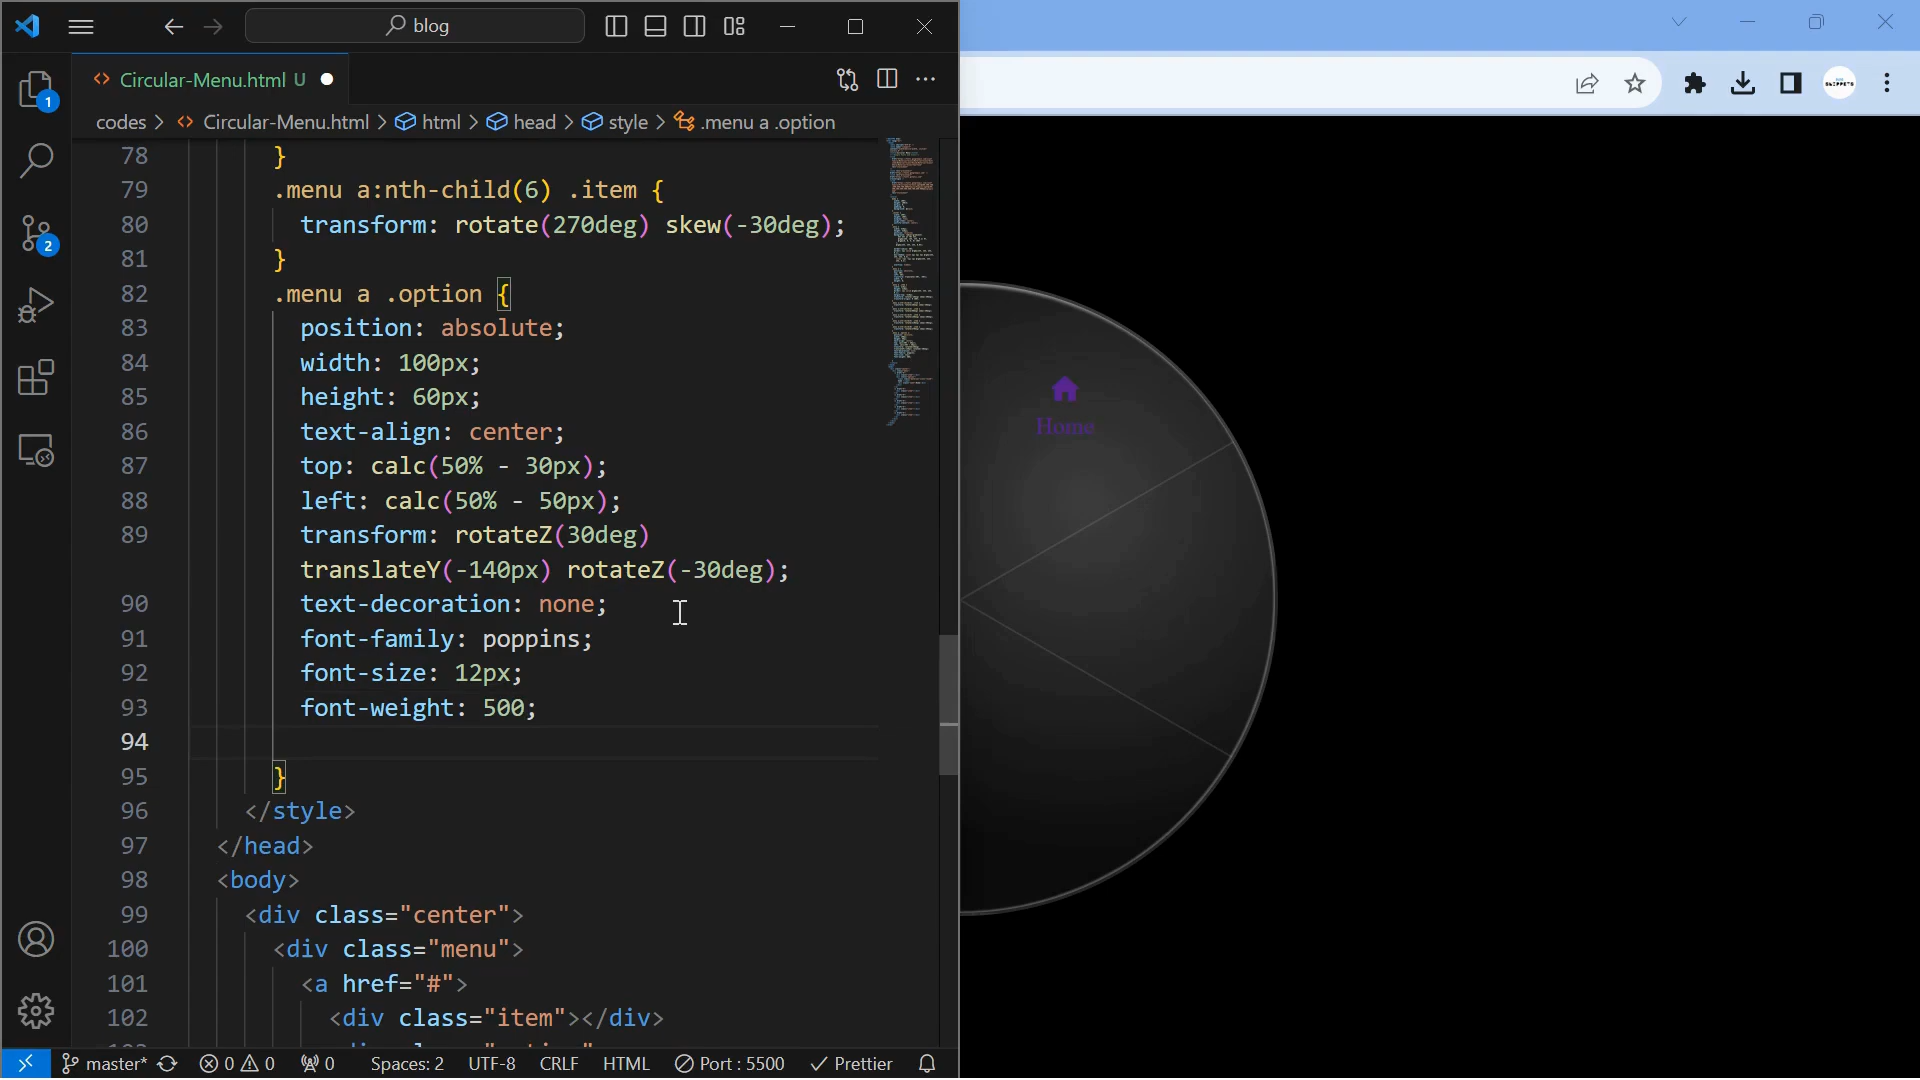 blog
Circular-Menu.html U
codes > Circular-Menu.html > html > head > style > .menu a .option
78 }
79 .menu a:nth-child(6) .item {
80 transform: rotate(270deg) skew(-30deg);
81 }
82 .menu a .option {
83 position: absolute;
84 width: 100px;
85 height: 60px;
86 text-align: center;
87 top: calc(50% - 30px);
88 left: calc(50% - 50px);
89 transform: rotateZ(30deg)
translateY(-140px) rotateZ(-30deg);
90 text-decoration: none;
91 font-family: poppins;
92 font-size: 12px;
93 font-weight: 500;
94
95 }
96 </style>
97 </head>
98 <body>
99 <div class="center">
100 <div class="menu">
101 <a href="#">
102 <div class="item"></div>
1
2
master* 0 0 0 Spaces: 2 UTF-8 CRLF HTML Port : 5500 Prettier
Home